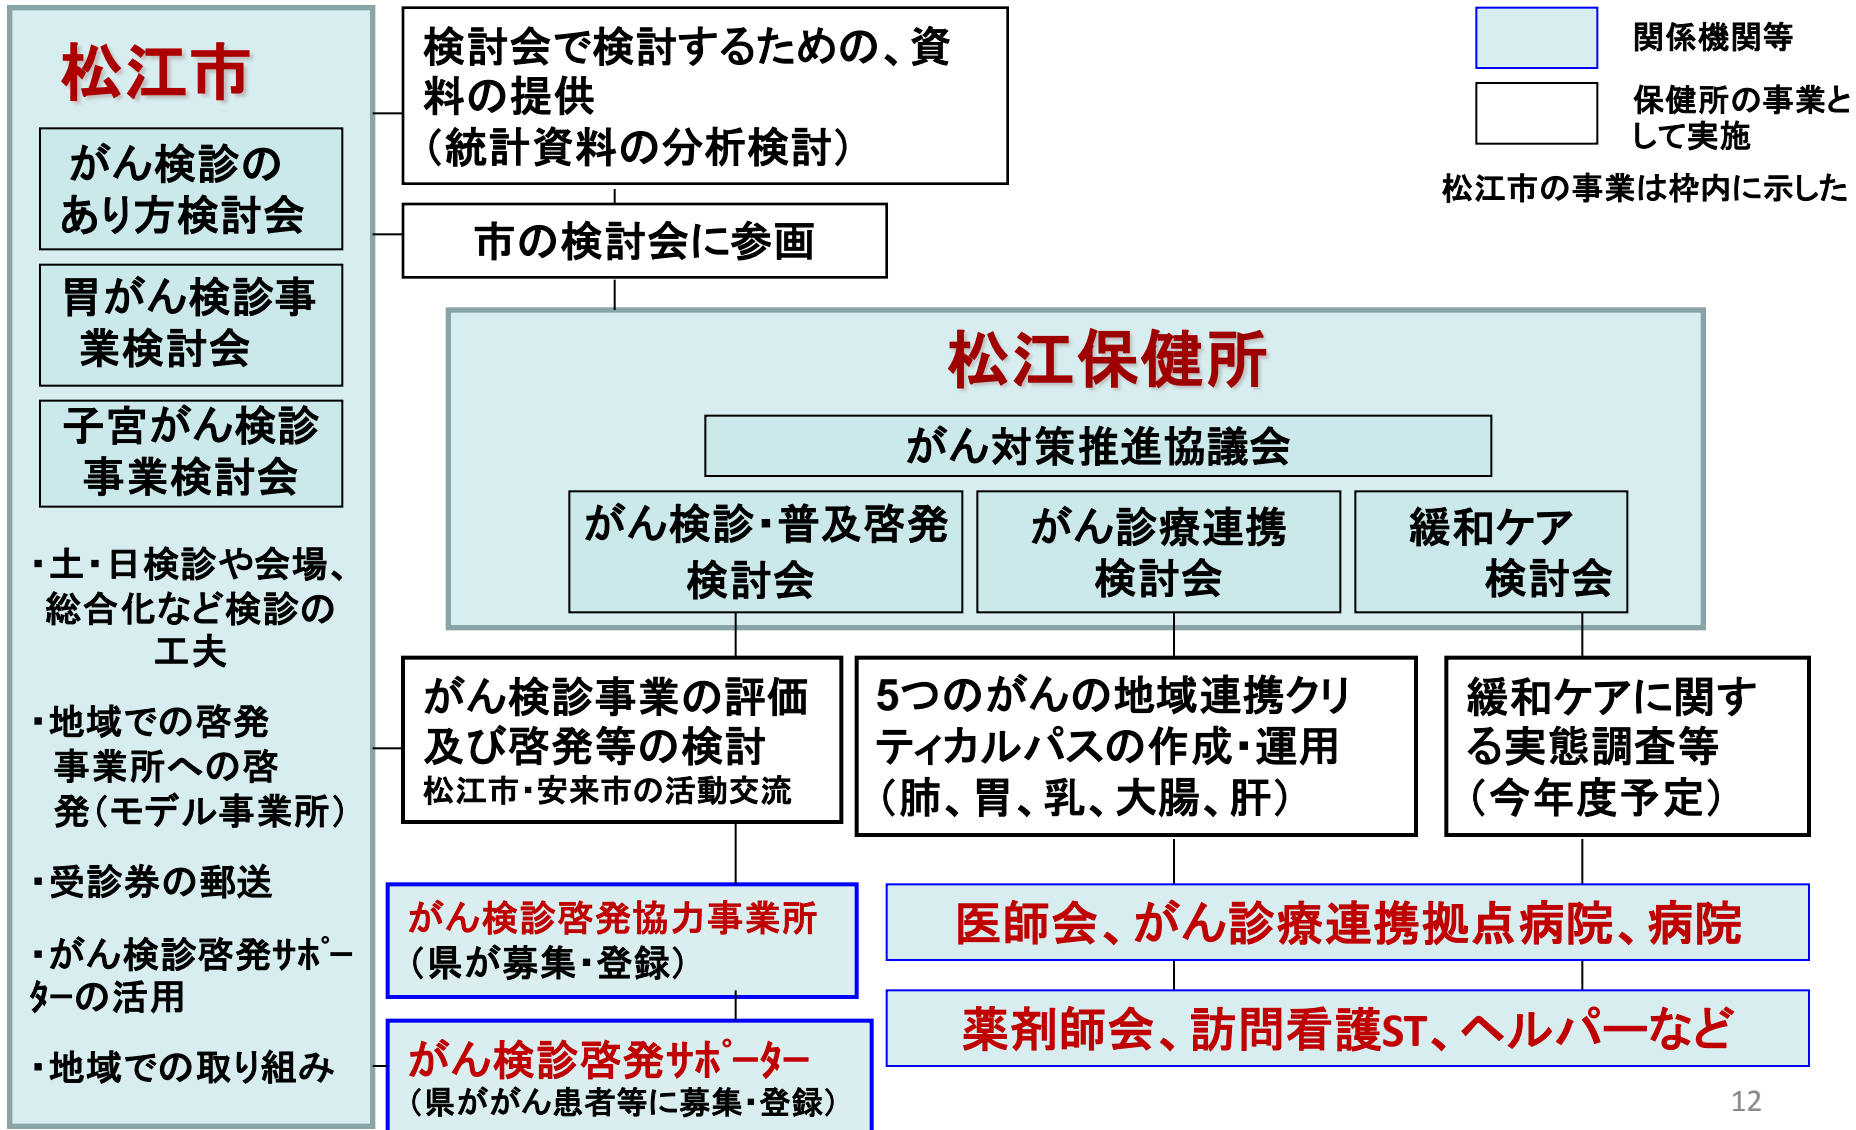 松江市
がん検診の
あり方検討会
胃がん検診事
業検討会
子宮がん検診
事業検討会
・土・日検診や会場、
総合化など検診の
工夫
・地域での啓発
事業所への啓
発(モデル事業所)
・受診券の郵送
・がん検診啓発ｻﾎﾟｰ
ﾀｰの活用
・地域での取り組み
検討会で検討するための、資
料の提供
(統計資料の分析検討)
市の検討会に参画
関係機関等
保健所の事業と
して実施
松江市の事業は枠内に示した
松江保健所
がん対策推進協議会
がん検診・普及啓発
検討会
がん診療連携
検討会
緩和ケア
検討会
がん検診事業の評価
及び啓発等の検討
松江市・安来市の活動交流
5つのがんの地域連携クリ
ティカルパスの作成・運用
(肺、胃、乳、大腸、肝)
緩和ケアに関す
る実態調査等
(今年度予定)
がん検診啓発協力事業所
(県が募集・登録)
がん検診啓発ｻﾎﾟｰﾀｰ
(県ががん患者等に募集・登録)
医師会、がん診療連携拠点病院、病院
薬剤師会、訪問看護ST、ヘルパーなど
12